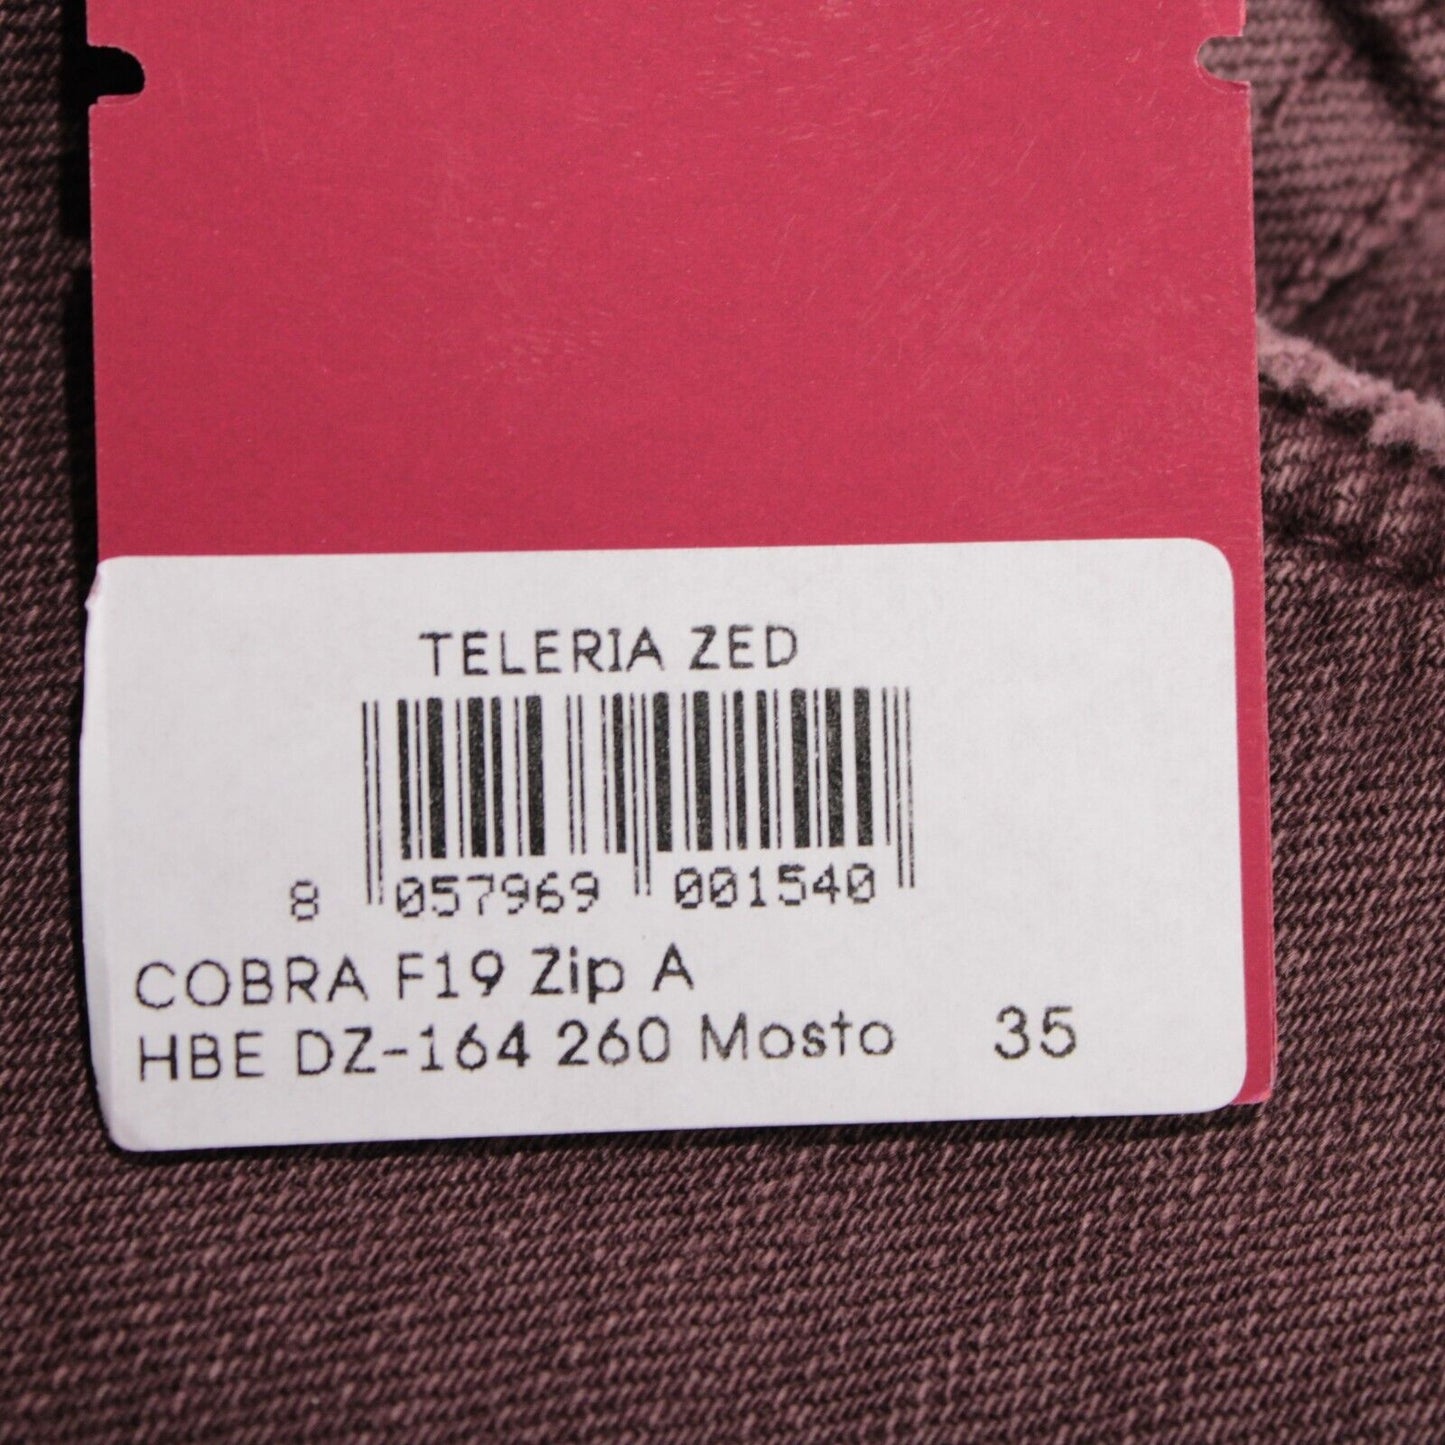 TELERIA ZED
8 057969 001540
COBRA F19 Zip A
HBE DZ-164 260 Mosto 35